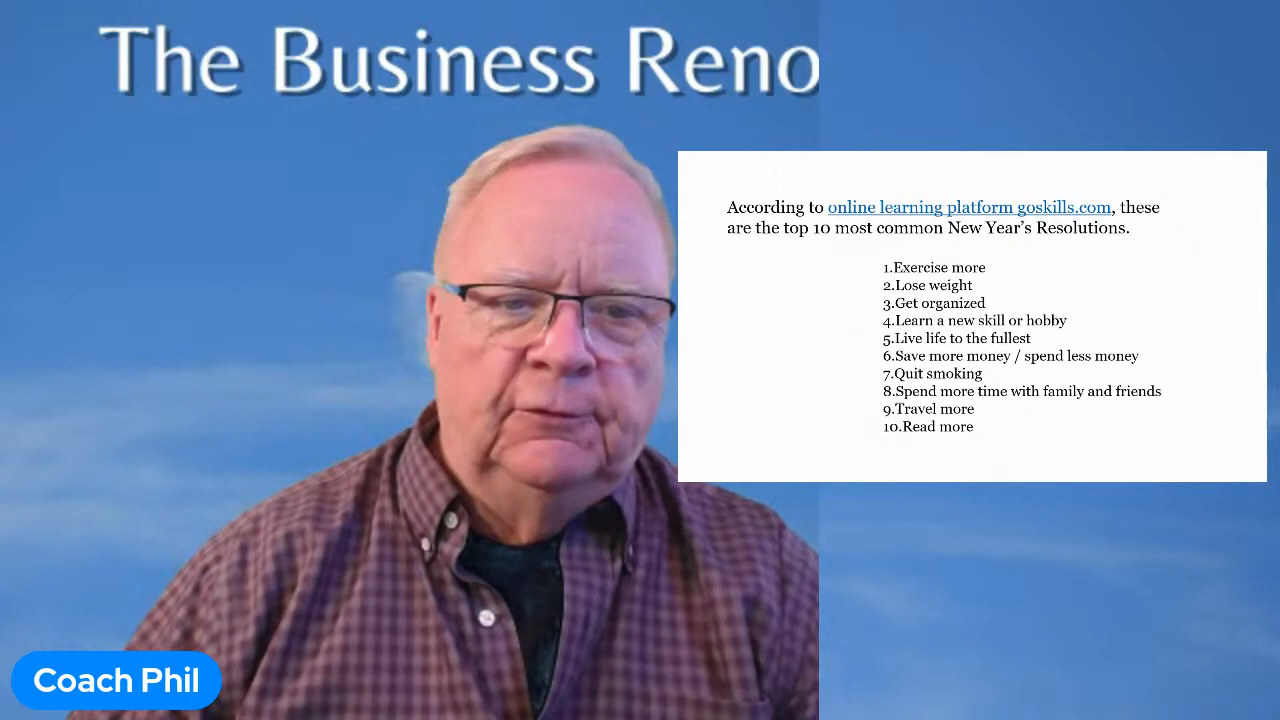 The Business Reno
According to online learning platform goskills.com, these
are the top 10 most common New Year's Resolutions.
1.Exercise more
2.Lose weight
3.Get organized
4.Learn a new skill or hobby
5.Live life to the fullest
6.Save more money / spend less money
7.Quit smoking
8.Spend more time with family and friends
9.Travel more
10.Read more
Coach Phil